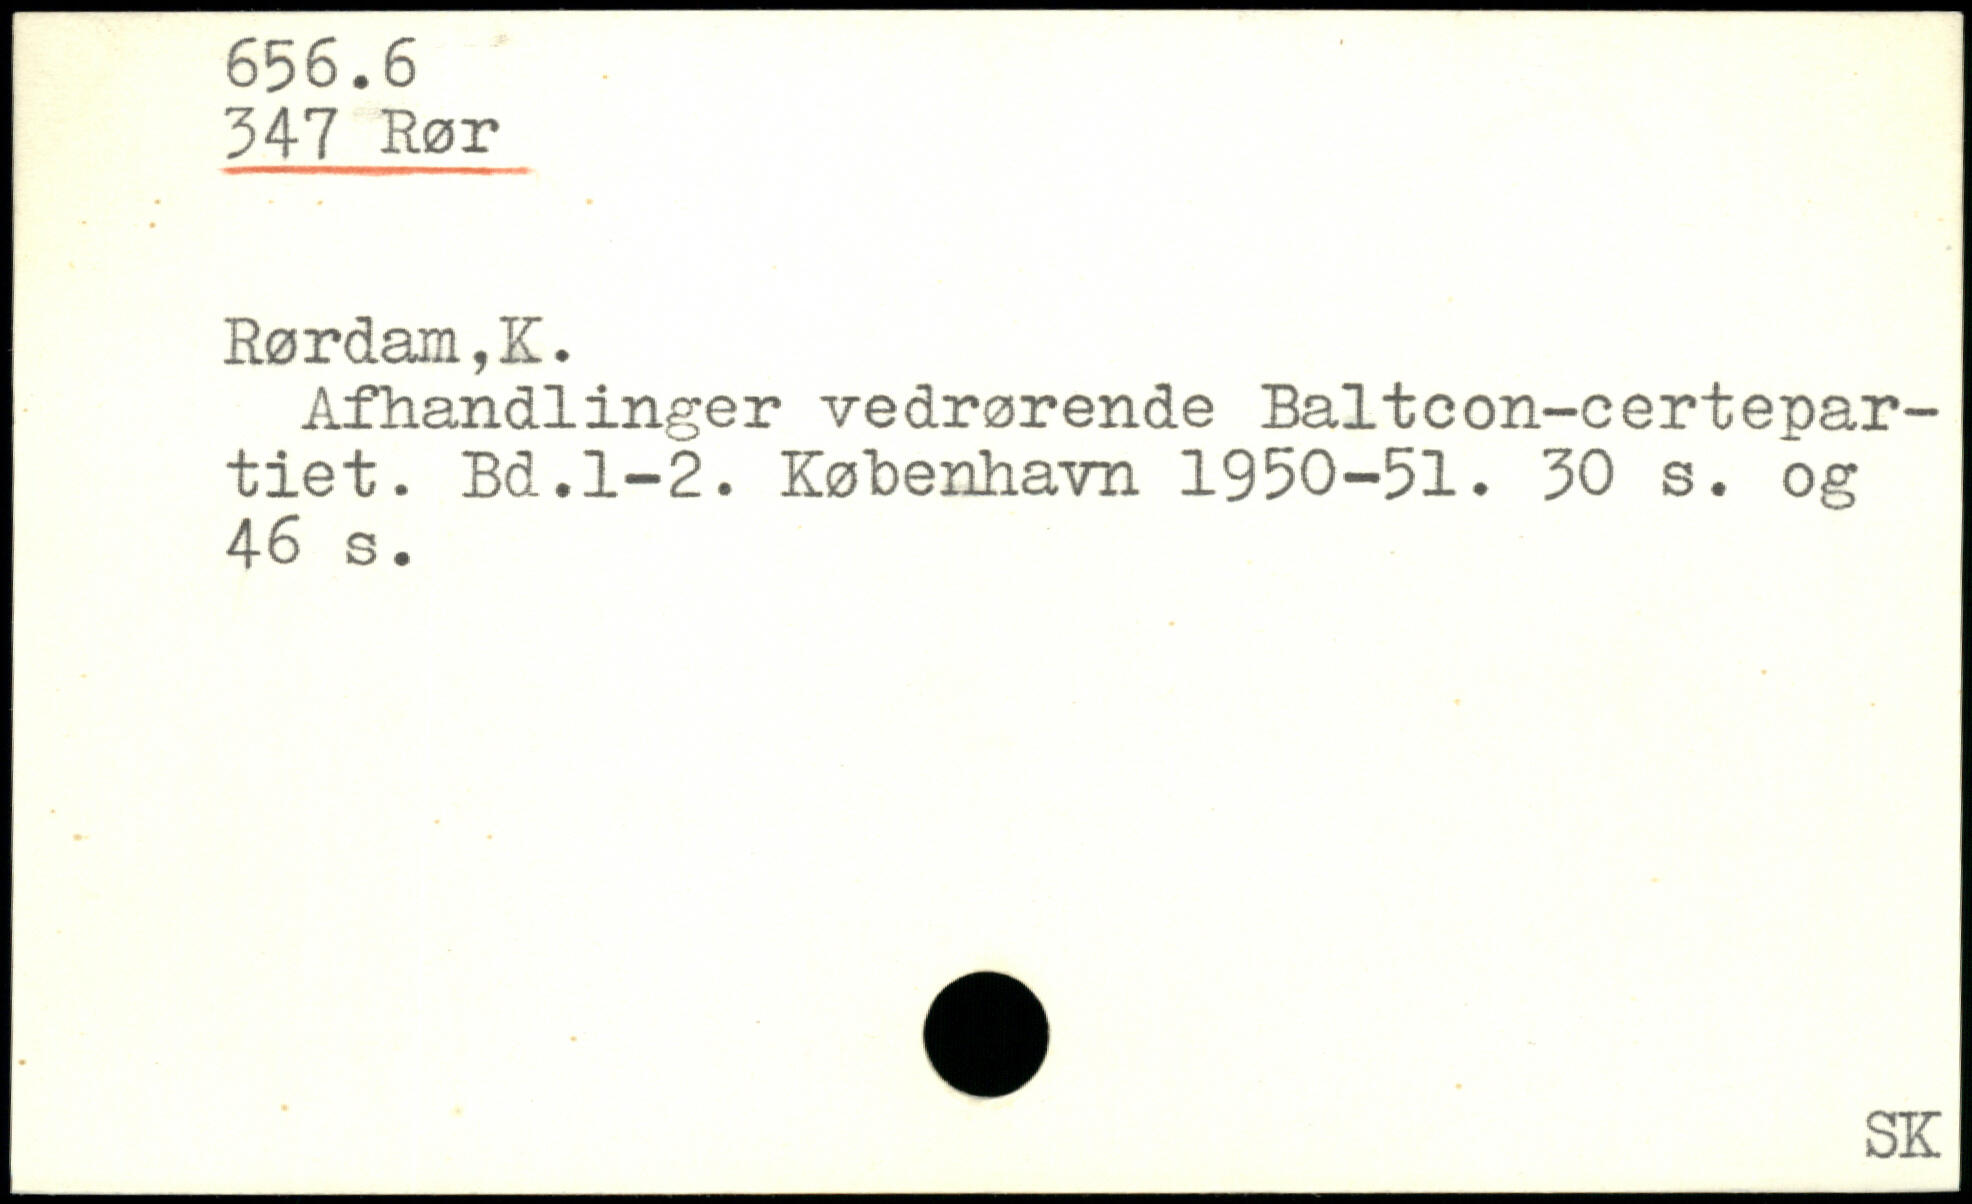 656.6
347 Rør
Rørdam,K.
Afhandlinger vedrørende Baltcon-certepar-
tiet. Bd.1-2. København 1950-51. 30 s. og
46 s.
SK